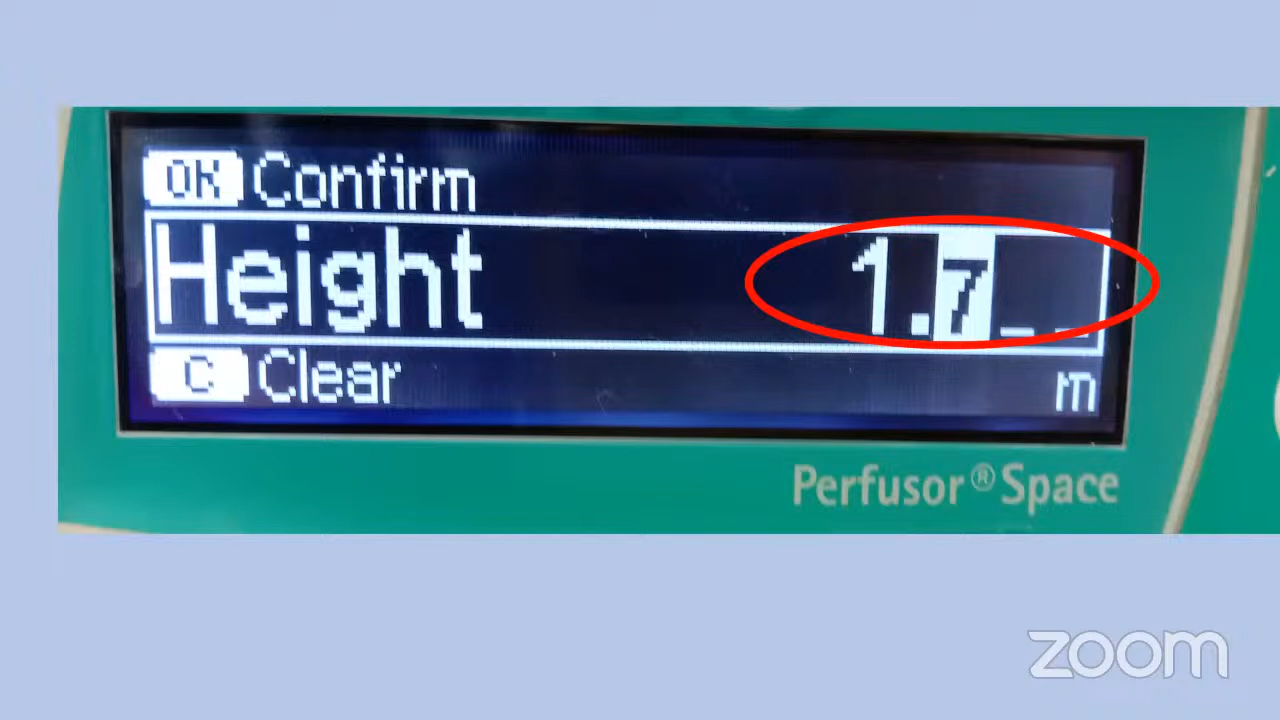 OK Confirm
Height 1.7_ _
C Clear m
Perfusor® Space
zoom